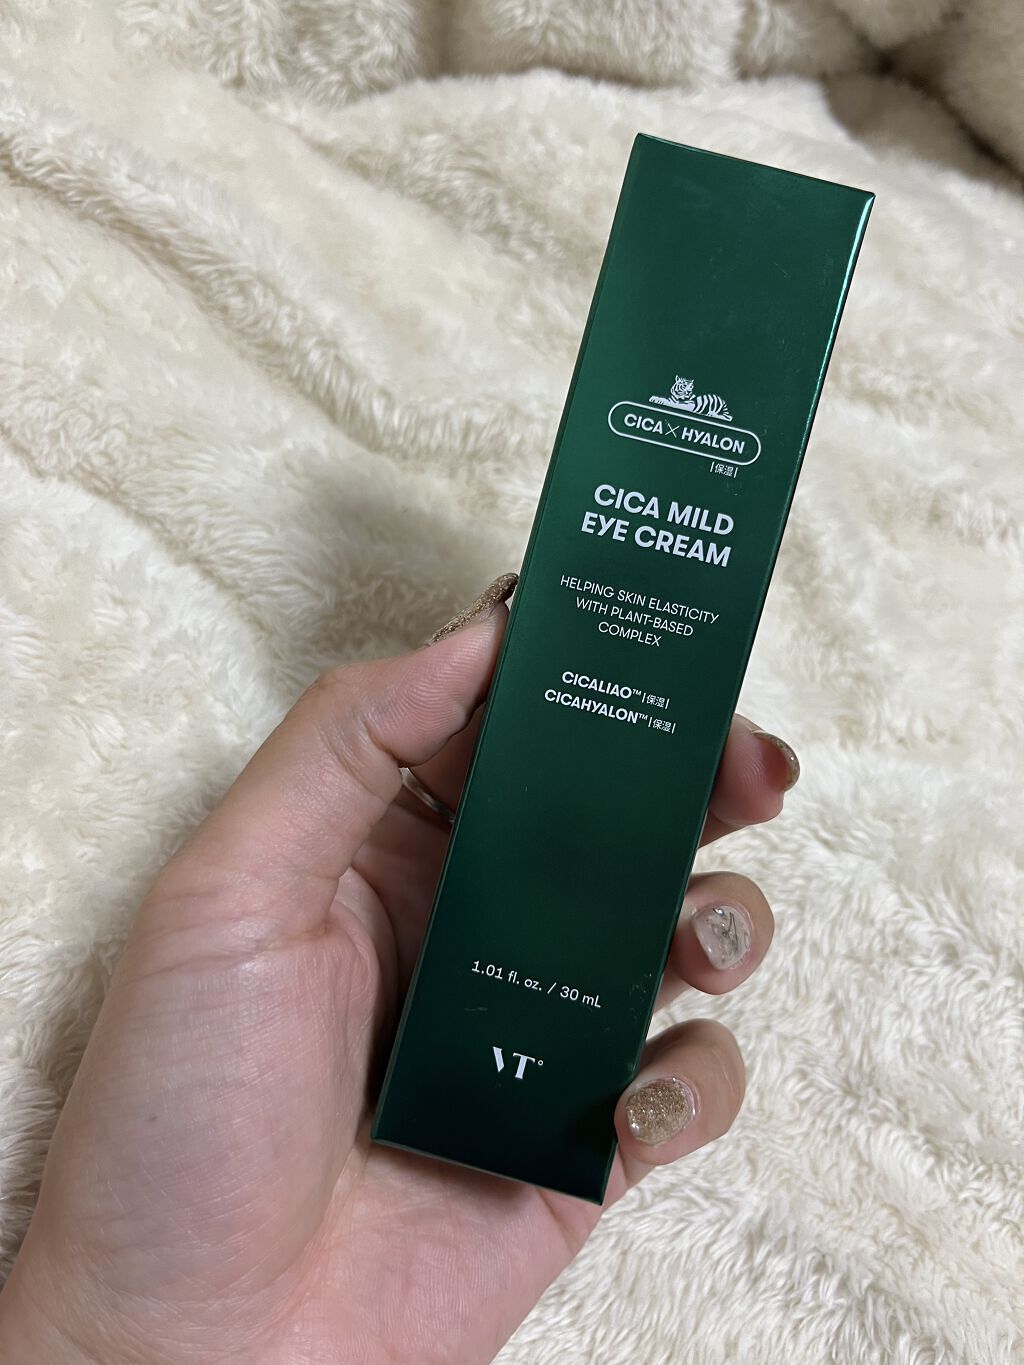 CICA × HYALON
|保湿|
CICA MILD
EYE CREAM
HELPING SKIN ELASTICITY
WITH PLANT-BASED
COMPLEX
CICALIAO™|保湿|
CICAHYALON™|保湿|
1.01 fl. oz. / 30 mL
VT°